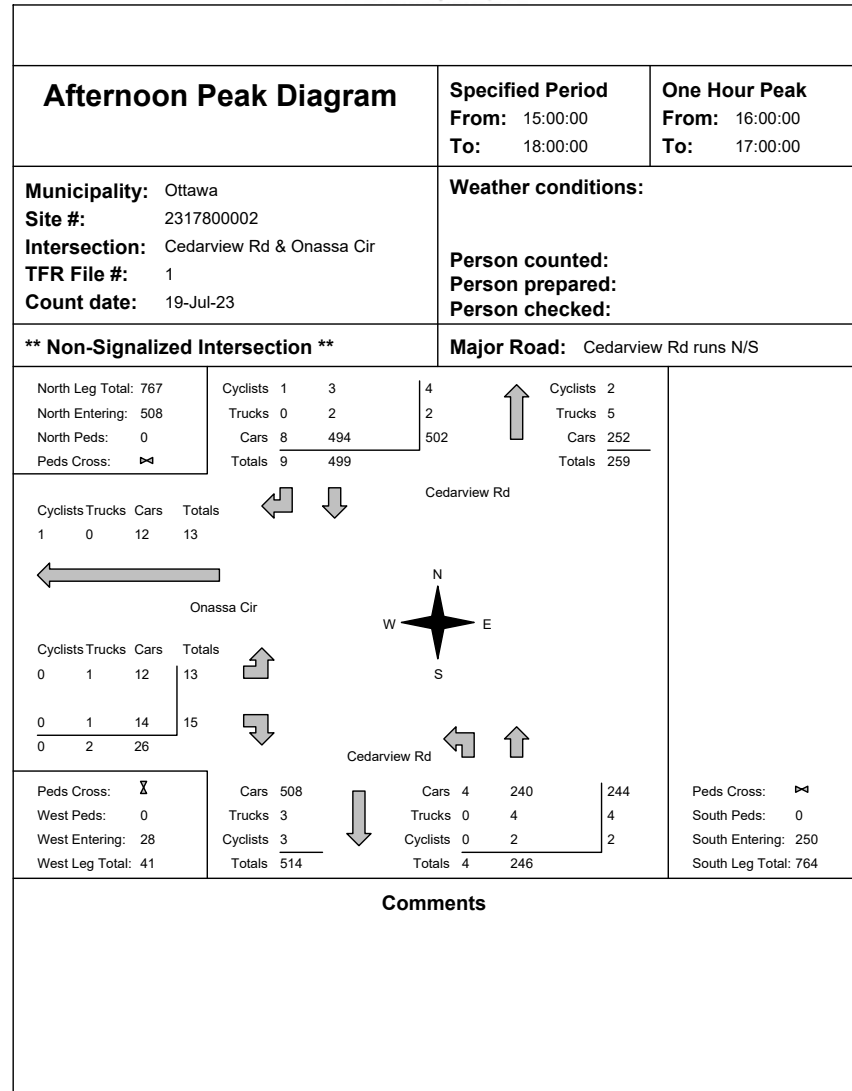 Afternoon Peak Diagram
Specified Period
From: 15:00:00
To: 18:00:00
One Hour Peak
From: 16:00:00
To: 17:00:00
Municipality: Ottawa
Site #: 2317800002
Intersection: Cedarview Rd & Onassa Cir
TFR File #: 1
Count date: 19-Jul-23
Weather conditions:
Person counted:
Person prepared:
Person checked:
** Non-Signalized Intersection **
Major Road: Cedarview Rd runs N/S
North Leg Total: 767
North Entering: 508
North Peds: 0
Peds Cross:
Cyclists 1 3 4
Trucks 0 2 2
Cars 8 494 502
Totals 9 499
Cyclists 2
Trucks 5
Cars 252
Totals 259
Cedarview Rd
Cyclists Trucks Cars Totals
1 0 12 13
Onassa Cir
N
W E
S
Cyclists Trucks Cars Totals
0 1 12 13
0 1 14 15
0 2 26
Cedarview Rd
Peds Cross:
West Peds: 0
West Entering: 28
West Leg Total: 41
Cars 508
Trucks 3
Cyclists 3
Totals 514
Cars 4 240 244
Trucks 0 4 4
Cyclists 0 2 2
Totals 4 246
Peds Cross:
South Peds: 0
South Entering: 250
South Leg Total: 764
Comments